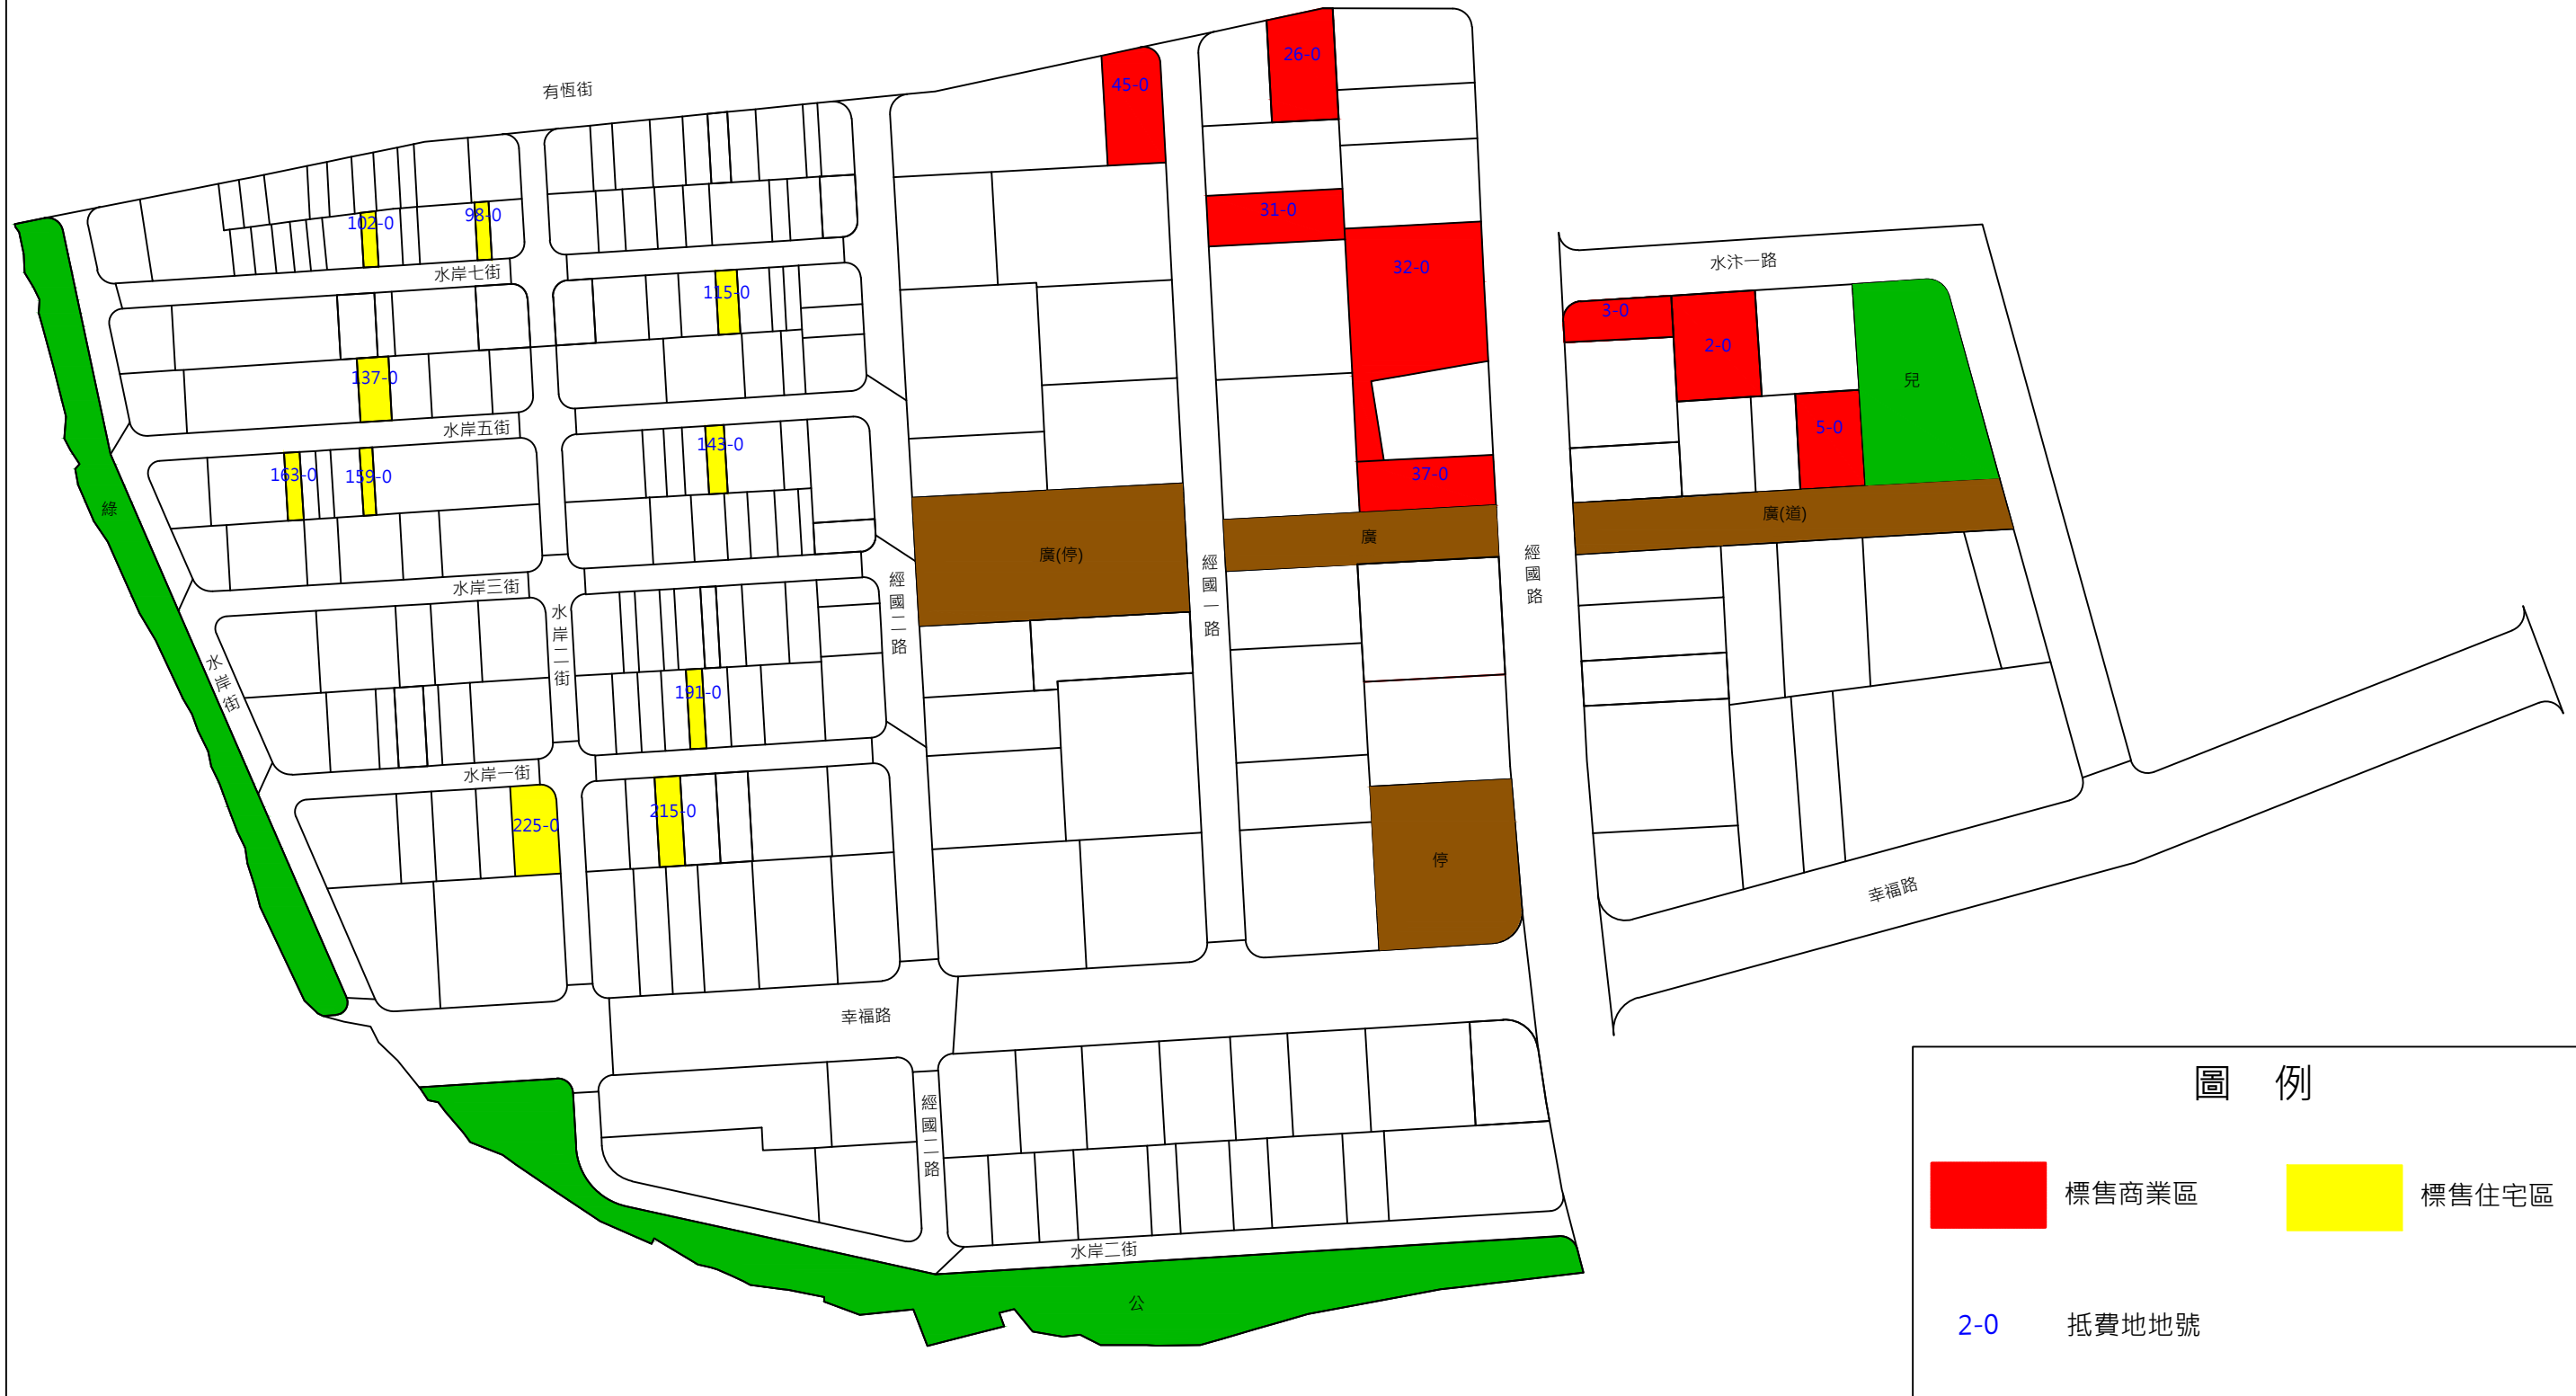 有恆街
26-0
45-0
31-0
102-0
98-0
水岸七街
32-0
水汴一路
115-0
3-0
2-0
137-0
兒
5-0
水岸五街
143-0
163-0
159-0
37-0
綠
廣(道)
廣
廣(停)
經國一路
經國路
經國二路
水岸三街
水岸二街
水岸街
191-0
水岸一街
215-0
225-0
停
幸福路
幸福路
經國二路
水岸二街
公
圖 例
標售商業區
標售住宅區
2-0 抵費地地號